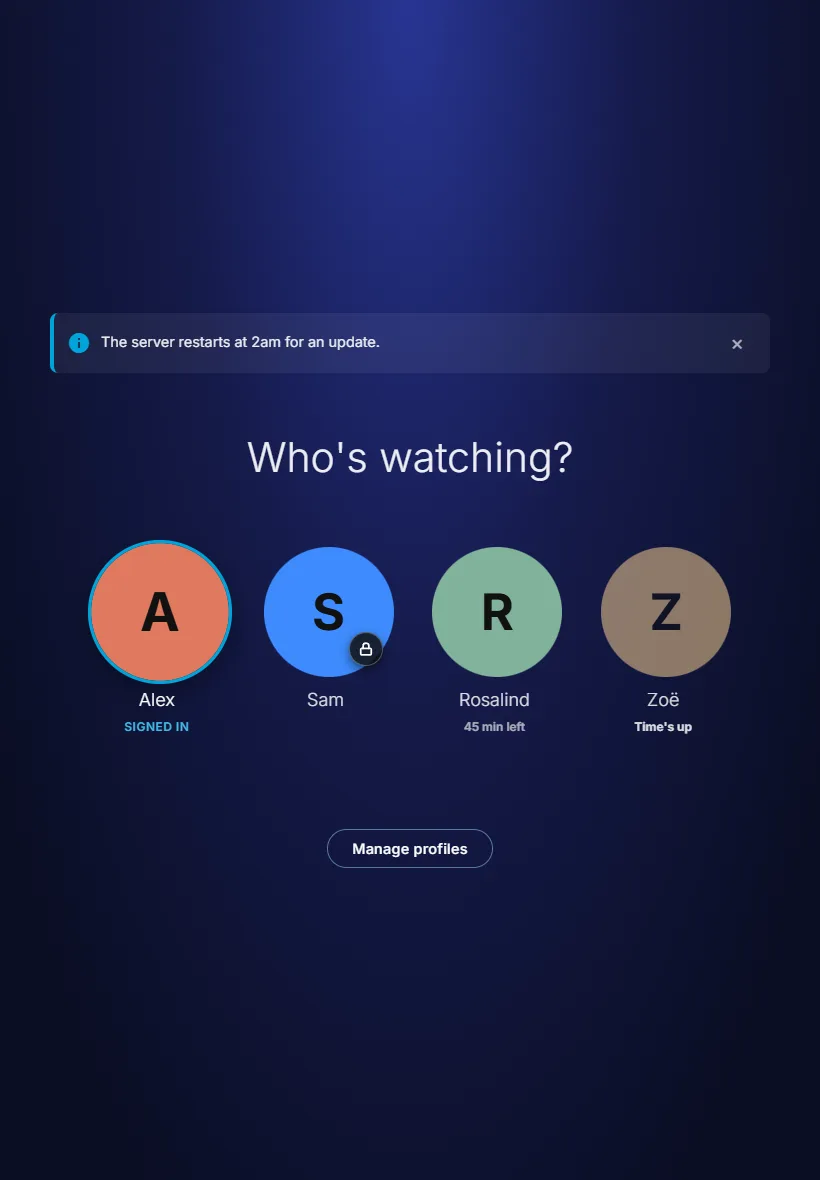 The server restarts at 2am for an update.
Who's watching?
A
S
R
Z
Alex
Sam
Rosalind
Zoë
SIGNED IN
45 min left
Time's up
Manage profiles